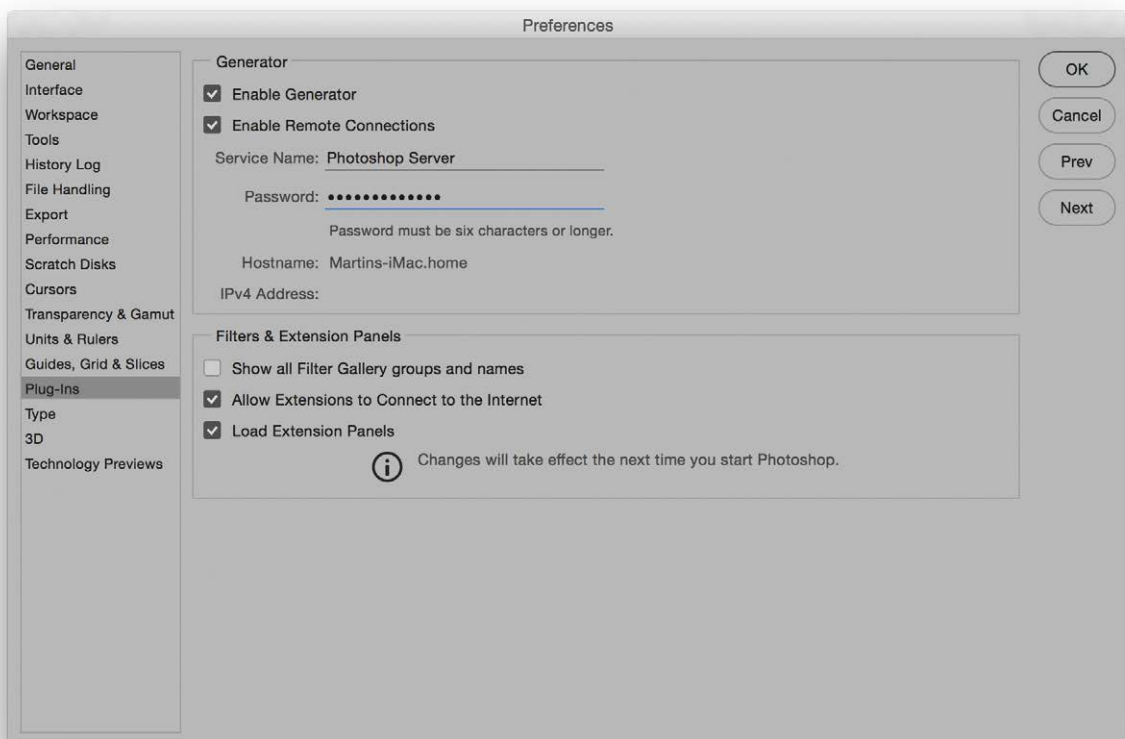 Preferences
General
Interface
Workspace
Tools
History Log
File Handling
Export
Performance
Scratch Disks
Cursors
Transparency & Gamut
Units & Rulers
Guides, Grid & Slices
Plug-Ins
Type
3D
Technology Previews
Generator
Enable Generator
Enable Remote Connections
Service Name: Photoshop Server
Password: •••••••••••••
Password must be six characters or longer.
Hostname: Martins-iMac.home
IPv4 Address:
Filters & Extension Panels
Show all Filter Gallery groups and names
Allow Extensions to Connect to the Internet
Load Extension Panels
Changes will take effect the next time you start Photoshop.
OK
Cancel
Prev
Next